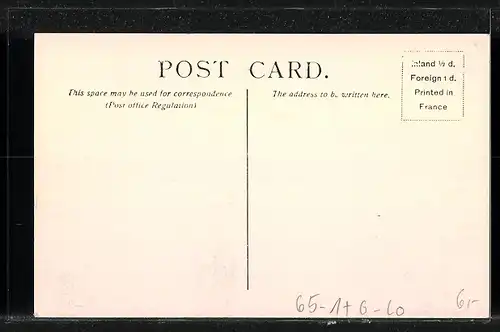 POST CARD.
This space may be used for correspondence
(Post office Regulation)
The address to be written here.
Inland ½ d.
Foreign 1 d.
Printed in
France
65-1+6-60
6,-